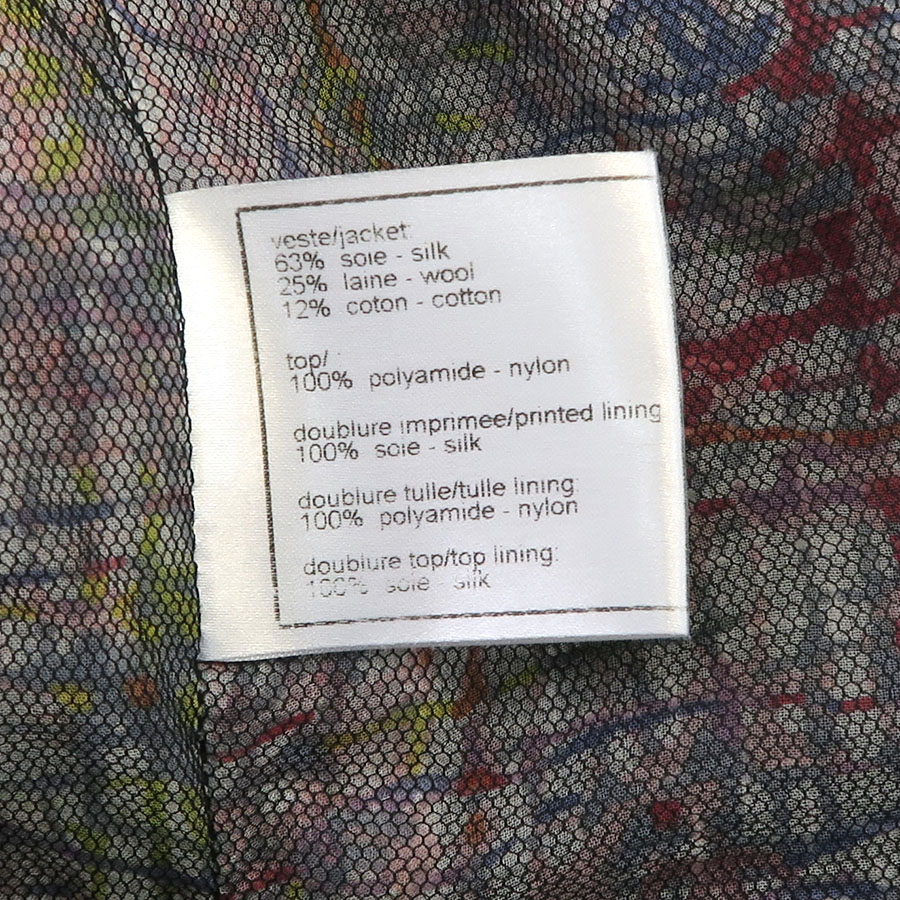 veste/jacket:
63% soie - silk
25% laine - wool
12% coton - cotton
top/
100% polyamide - nylon
doublure imprimee/printed lining
100% soie - silk
doublure tulle/tulle lining:
100% polyamide - nylon
doublure top/top lining:
100% soie - silk